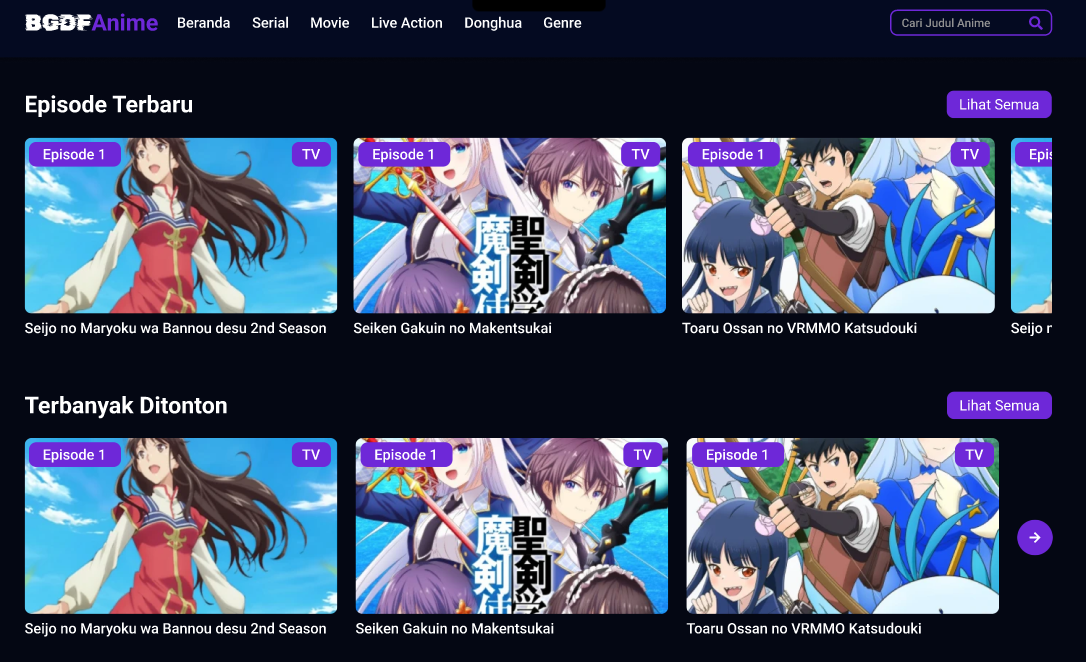 BGDFAnime Beranda Serial Movie Live Action Donghua Genre Cari Judul Anime
Episode Terbaru Lihat Semua
Episode 1 TV Episode 1 TV Episode 1 TV Epis
聖剣学
魔剣使
Seijo no Maryoku wa Bannou desu 2nd Season Seiken Gakuin no Makentsukai Toaru Ossan no VRMMO Katsudouki Seijo n
Terbanyak Ditonton Lihat Semua
Episode 1 TV Episode 1 TV Episode 1 TV
聖剣学
魔剣使
Seijo no Maryoku wa Bannou desu 2nd Season Seiken Gakuin no Makentsukai Toaru Ossan no VRMMO Katsudouki